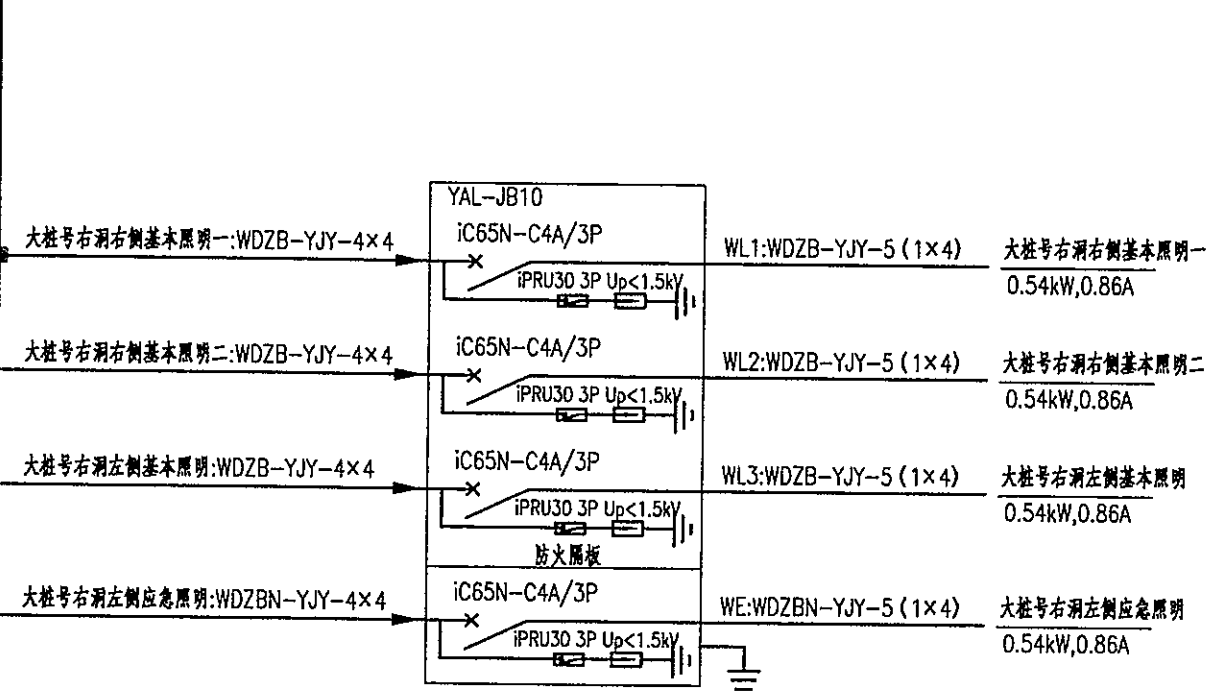 YAL-JB10
大桩号右洞右侧基本照明一:WDZB-YJY-4×4
iC65N-C4A/3P
iPRU30 3P Up<1.5kV
WL1:WDZB-YJY-5(1×4)
大桩号右洞右侧基本照明一
0.54kW,0.86A
大桩号右洞右侧基本照明二:WDZB-YJY-4×4
iC65N-C4A/3P
iPRU30 3P Up<1.5kV
WL2:WDZB-YJY-5(1×4)
大桩号右洞右侧基本照明二
0.54kW,0.86A
大桩号右洞左侧基本照明:WDZB-YJY-4×4
iC65N-C4A/3P
iPRU30 3P Up<1.5kV
WL3:WDZB-YJY-5(1×4)
大桩号右洞左侧基本照明
0.54kW,0.86A
防火隔板
大桩号右洞左侧应急照明:WDZBN-YJY-4×4
iC65N-C4A/3P
iPRU30 3P Up<1.5kV
WE:WDZBN-YJY-5(1×4)
大桩号右洞左侧应急照明
0.54kW,0.86A